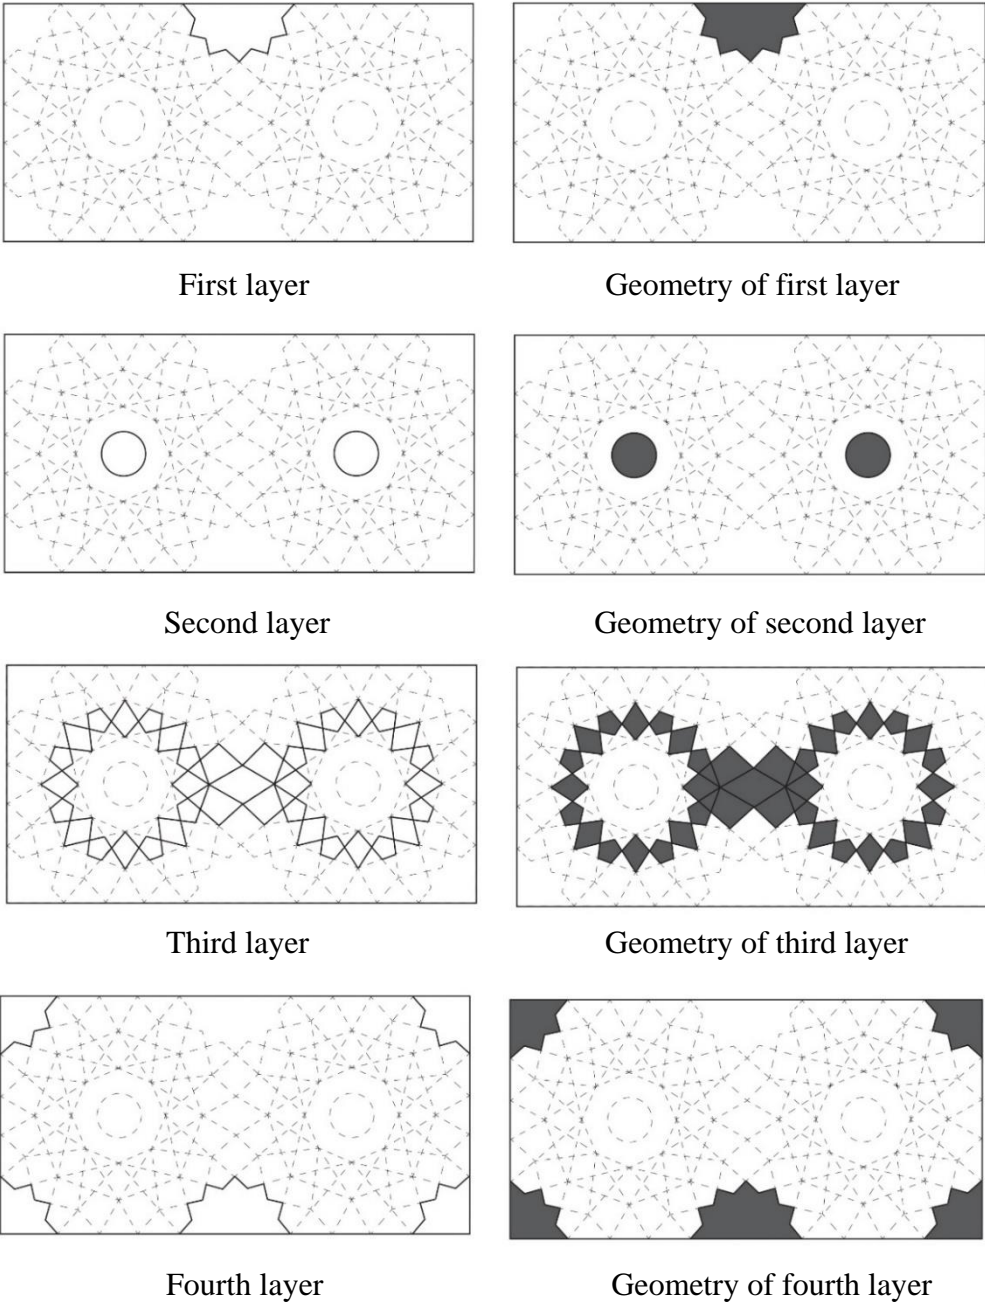 First layer
Geometry of first layer
Second layer
Geometry of second layer
Third layer
Geometry of third layer
Fourth layer
Geometry of fourth layer